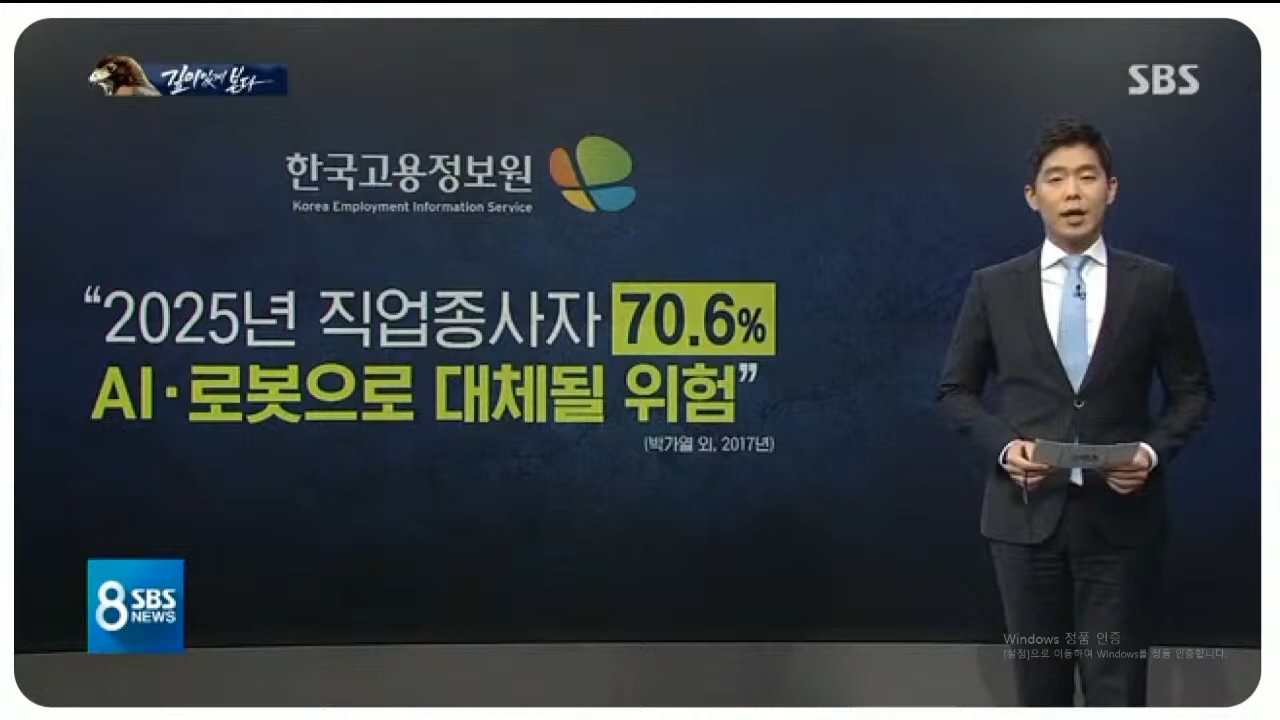 깊이있게 본다
SBS
한국고용정보원
Korea Employment Information Service
“2025년 직업종사자 70.6%
AI·로봇으로 대체될 위험”
(박가열 외, 2017년)
8 SBS
NEWS
Windows 정품 인증
[설정]으로 이동하여 Windows를 정품 인증합니다.